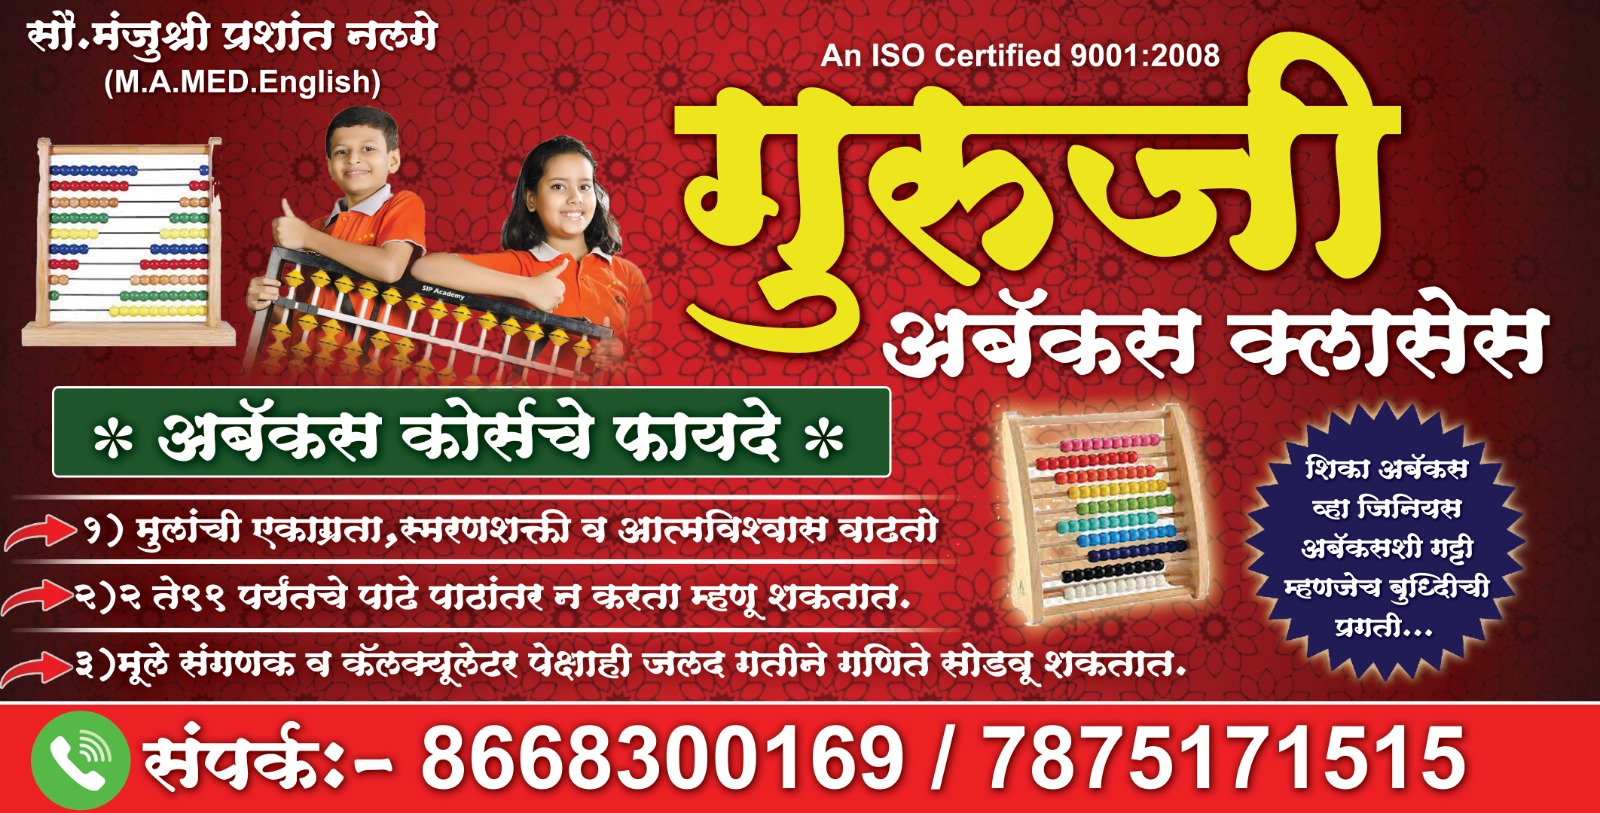 सौ.मंजुश्री प्रशांत नलगे
(M.A.MED.English)
An ISO Certified 9001:2008
गुरुजी
अबॅकस क्लासेस
SIP Academy
* अबॅकस कोर्सचे फायदे *
१) मुलांची एकाग्रता,स्मरणशक्ती व आत्मविश्वास वाढतो
२)२ ते९९ पर्यंतचे पाढे पाठांतर न करता म्हणू शकतात.
३)मूले संगणक व कॅलक्यूलेटर पेक्षाही जलद गतीने गणिते सोडवू शकतात.
शिका अबॅकस
व्हा जिनियस
अबॅकसशी गट्टी
म्हणजेच बुध्दिीची
प्रगती...
संपर्क:- 8668300169 / 7875171515